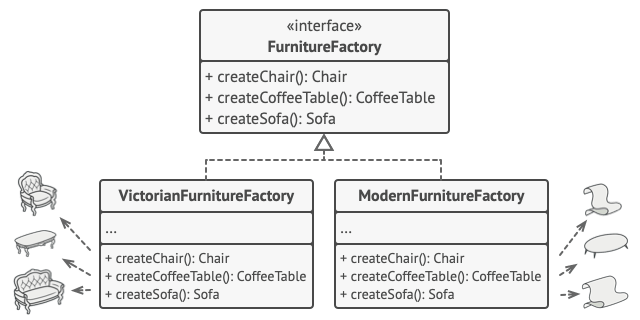 «interface»
FurnitureFactory
+ createChair(): Chair
+ createCoffeeTable(): CoffeeTable
+ createSofa(): Sofa
VictorianFurnitureFactory
...
+ createChair(): Chair
+ createCoffeeTable(): CoffeeTable
+ createSofa(): Sofa
ModernFurnitureFactory
...
+ createChair(): Chair
+ createCoffeeTable(): CoffeeTable
+ createSofa(): Sofa